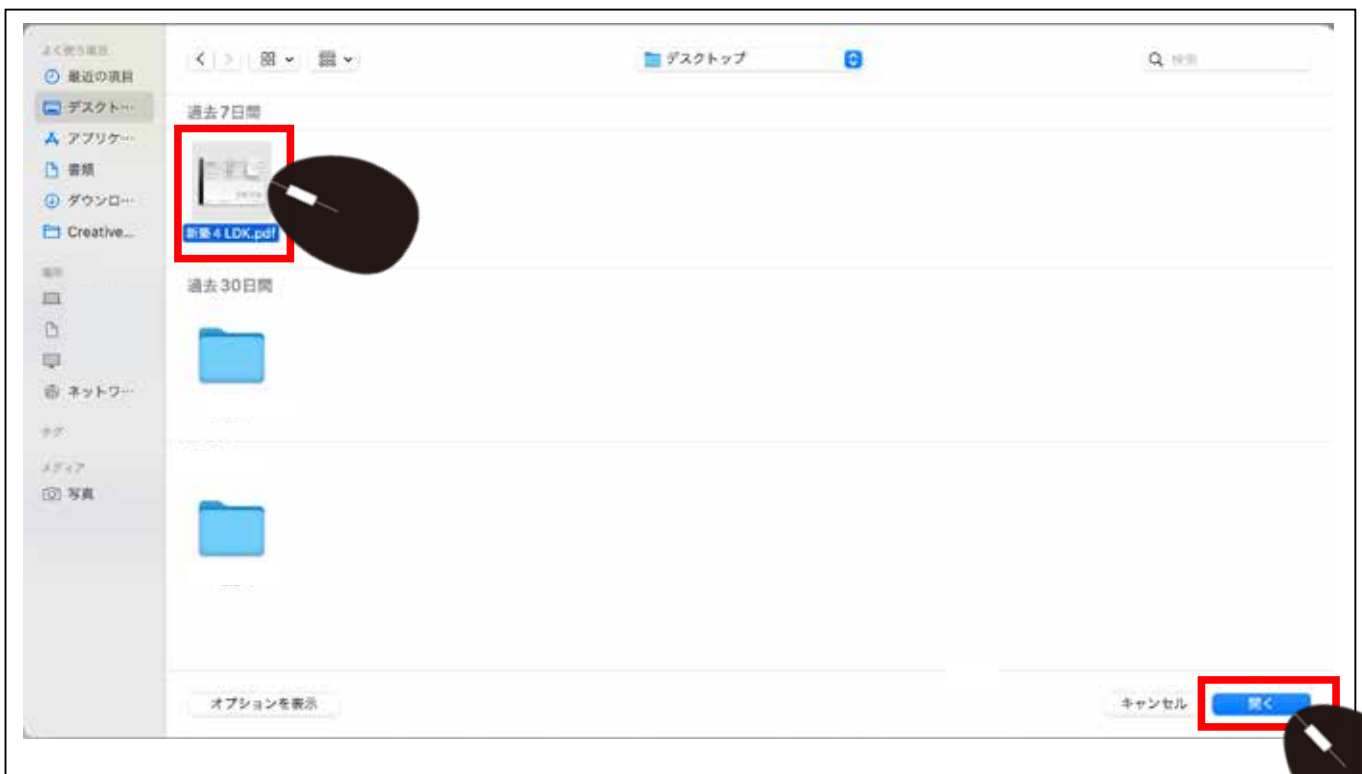 よく使う項目
最近の項目
デスクト…
アプリケ…
書類
ダウンロ…
Creative…
場所
ネットワ…
タグ
メディア
写真
デスクトップ
検索
過去7日間
新築4 LDK.pdf
過去30日間
オプションを表示
キャンセル
開く